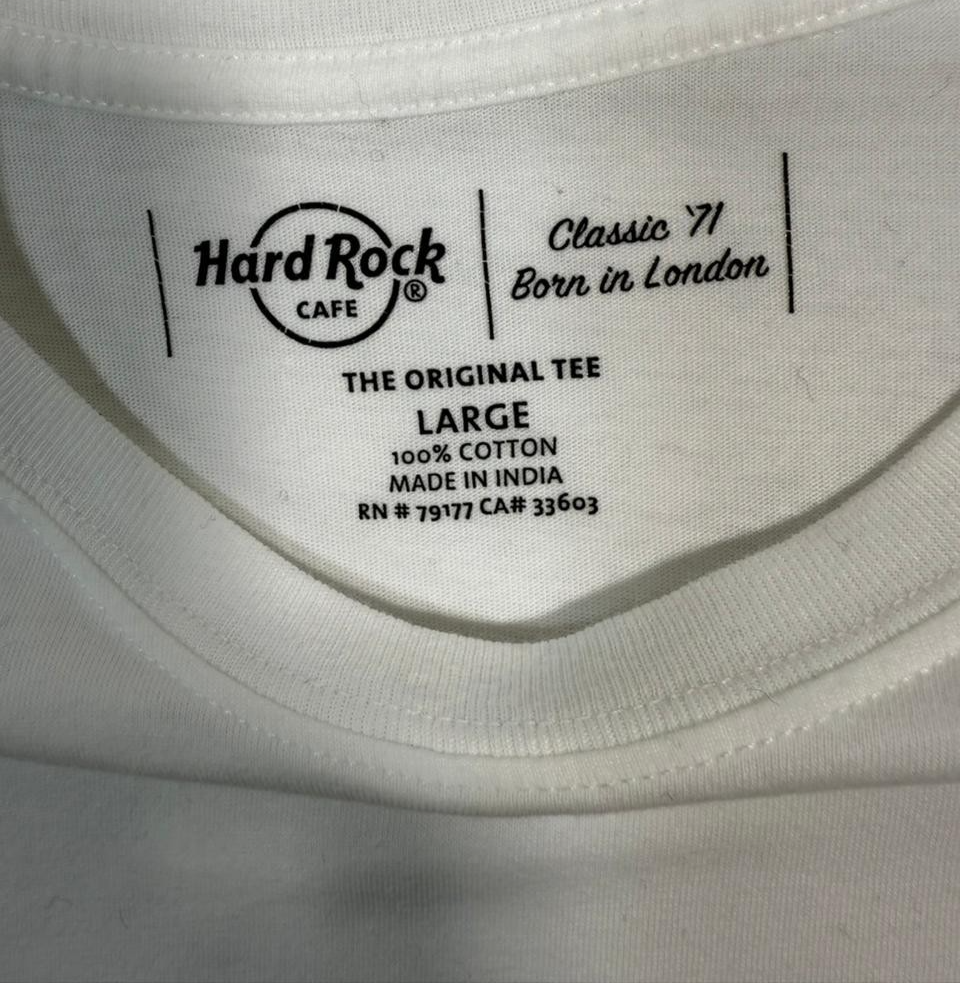 Hard Rock®
CAFE
Classic '71
Born in London
THE ORIGINAL TEE
LARGE
100% COTTON
MADE IN INDIA
RN # 79177 CA# 33603